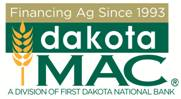 Financing Ag Since 1993
dakota
MAC®
A DIVISION OF FIRST DAKOTA NATIONAL BANK